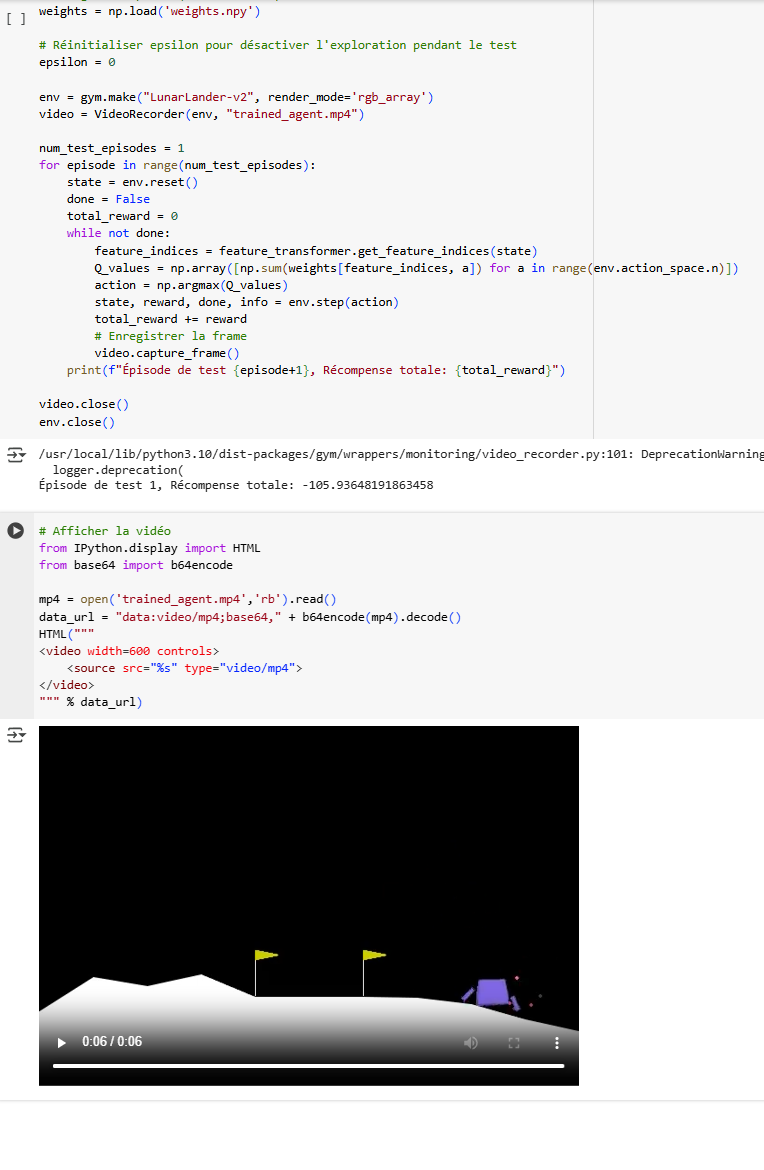 [ ]
weights = np.load('weights.npy')
# Réinitialiser epsilon pour désactiver l'exploration pendant le test
epsilon = 0
env = gym.make("LunarLander-v2", render_mode='rgb_array')
video = VideoRecorder(env, "trained_agent.mp4")
num_test_episodes = 1
for episode in range(num_test_episodes):
    state = env.reset()
    done = False
    total_reward = 0
    while not done:
        feature_indices = feature_transformer.get_feature_indices(state)
        Q_values = np.array([np.sum(weights[feature_indices, a]) for a in range(env.action_space.n)])
        action = np.argmax(Q_values)
        state, reward, done, info = env.step(action)
        total_reward += reward
        # Enregistrer la frame
        video.capture_frame()
    print(f"Épisode de test {episode+1}, Récompense totale: {total_reward}")
video.close()
env.close()
/usr/local/lib/python3.10/dist-packages/gym/wrappers/monitoring/video_recorder.py:101: DeprecationWarning
  logger.deprecation(
Épisode de test 1, Récompense totale: -105.93648191863458
# Afficher la vidéo
from IPython.display import HTML
from base64 import b64encode
mp4 = open('trained_agent.mp4','rb').read()
data_url = "data:video/mp4;base64," + b64encode(mp4).decode()
HTML("""
<video width=600 controls>
    <source src="%s" type="video/mp4">
</video>
""" % data_url)
0:06 / 0:06